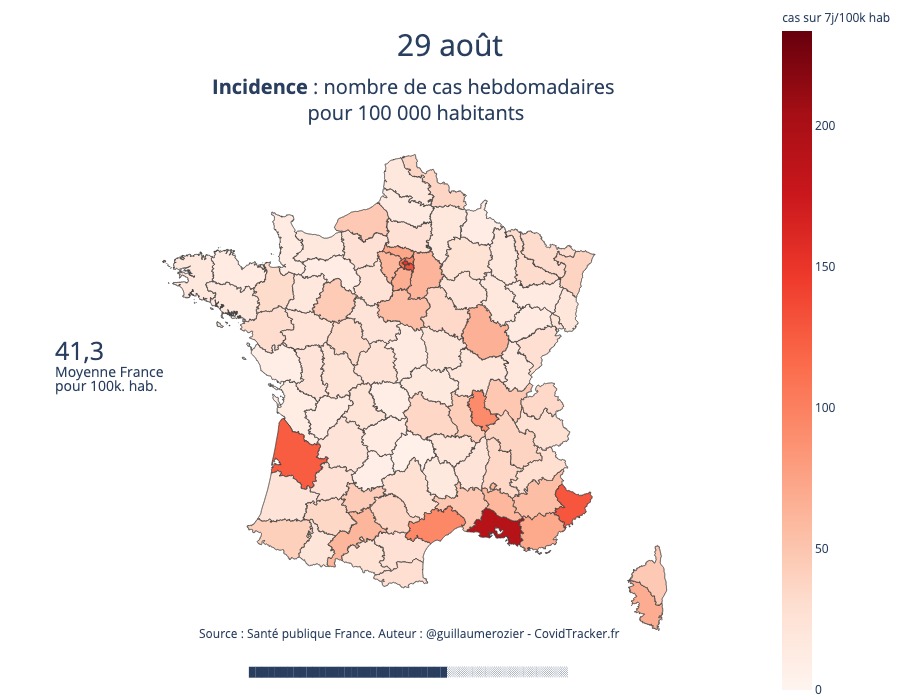 cas sur 7j/100k hab
29 août
Incidence : nombre de cas hebdomadaires
pour 100 000 habitants
200
150
41,3
Moyenne France
pour 100k. hab.
100
50
Source : Santé publique France. Auteur : @guillaumerozier - CovidTracker.fr
0